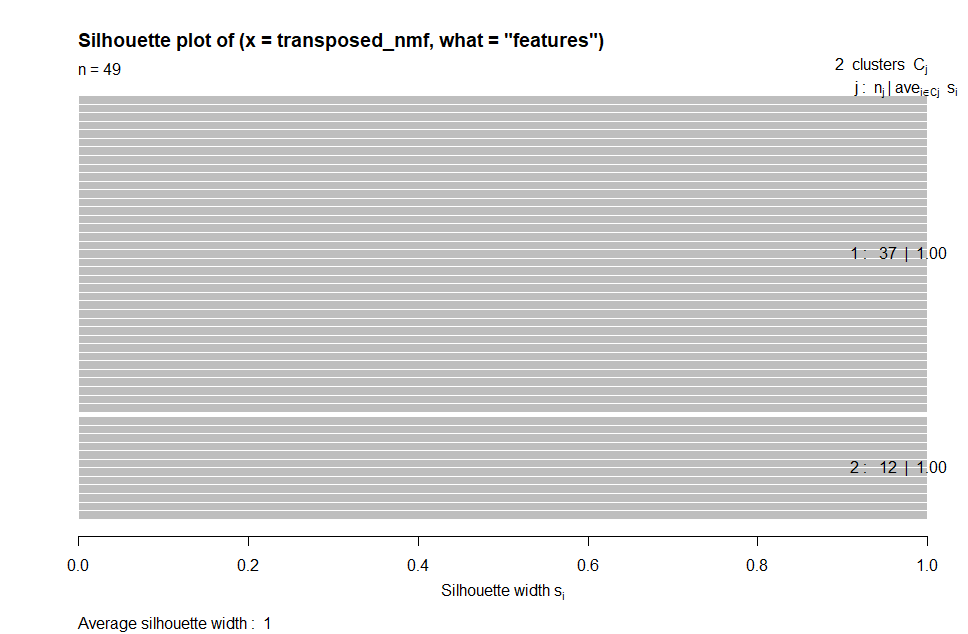 Silhouette plot of (x = transposed_nmf, what = "features")
n = 49
2 clusters Cj
j : nj | avei∈Cj si
1 : 37 | 1.00
2 : 12 | 1.00
0.0 0.2 0.4 0.6 0.8 1.0
Silhouette width si
Average silhouette width : 1